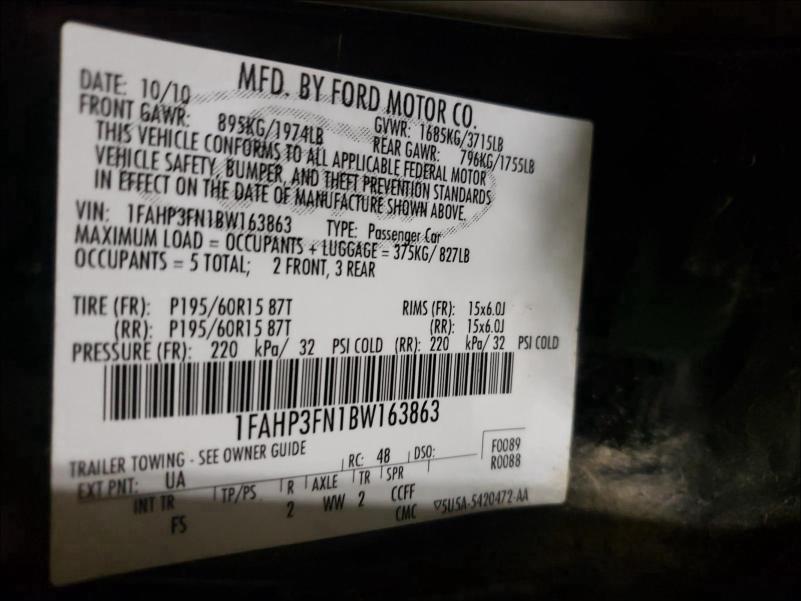 MFD. BY FORD MOTOR CO.
DATE: 10/10 GVWR: 1685KG/3715LB
FRONT GAWR: 895KG/1974LB REAR GAWR: 796KG/1755LB
THIS VEHICLE CONFORMS TO ALL APPLICABLE FEDERAL MOTOR
VEHICLE SAFETY, BUMPER, AND THEFT PREVENTION STANDARDS
IN EFFECT ON THE DATE OF MANUFACTURE SHOWN ABOVE.
VIN: 1FAHP3FN1BW163863 TYPE: Passenger Car
MAXIMUM LOAD = OCCUPANTS + LUGGAGE = 375KG/ 827LB
OCCUPANTS = 5 TOTAL; 2 FRONT, 3 REAR
TIRE (FR): P195/60R15 87T RIMS (FR): 15x6.0J
(RR): P195/60R15 87T (RR): 15x6.0J
PRESSURE (FR): 220 kPa/ 32 PSI COLD (RR): 220 kPa/ 32 PSI COLD
1FAHP3FN1BW163863
TRAILER TOWING - SEE OWNER GUIDE RC: 48 DSO: F0089
EXT PNT: UA R0088
INT TR TP/PS R AXLE TR SPR
FS 2 WW 2 CCFF
CMC ▽5U5A-5420472-AA